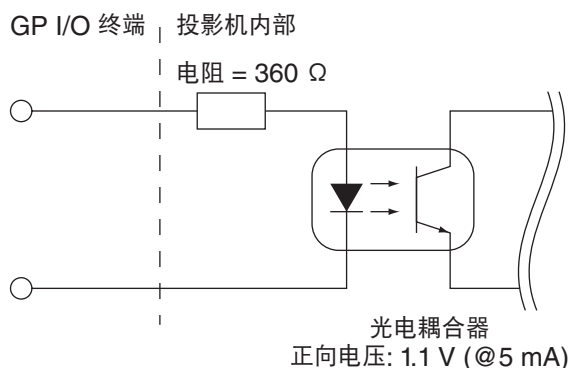 GP I/O 终端
投影机内部
电阻 = 360 Ω
光电耦合器
正向电压: 1.1 V (@5 mA)